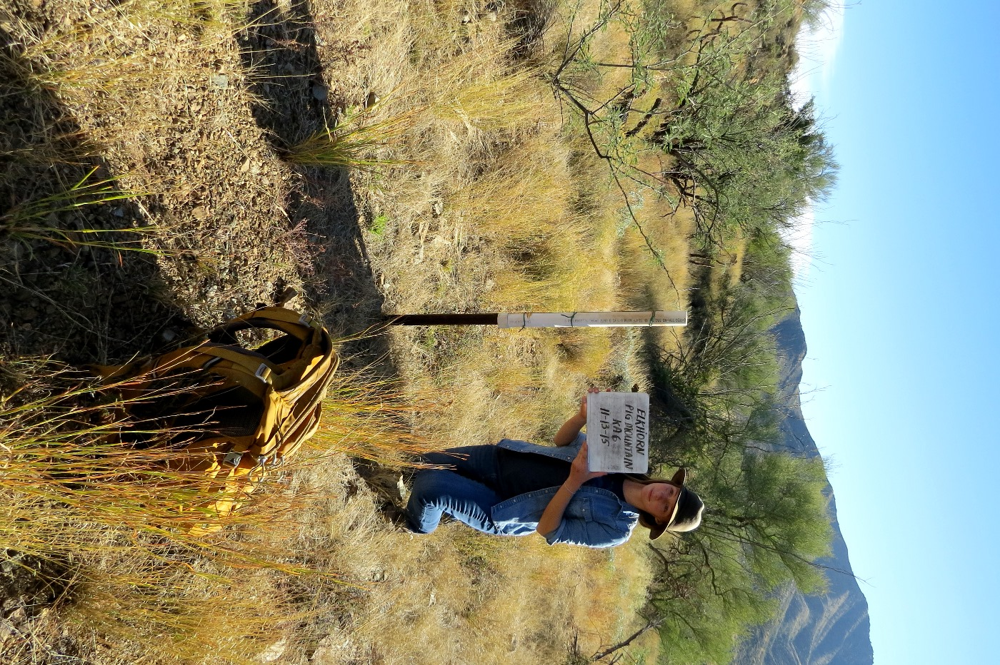 ELKHORN
PIG MOUNTAIN
KA6
11-13-15